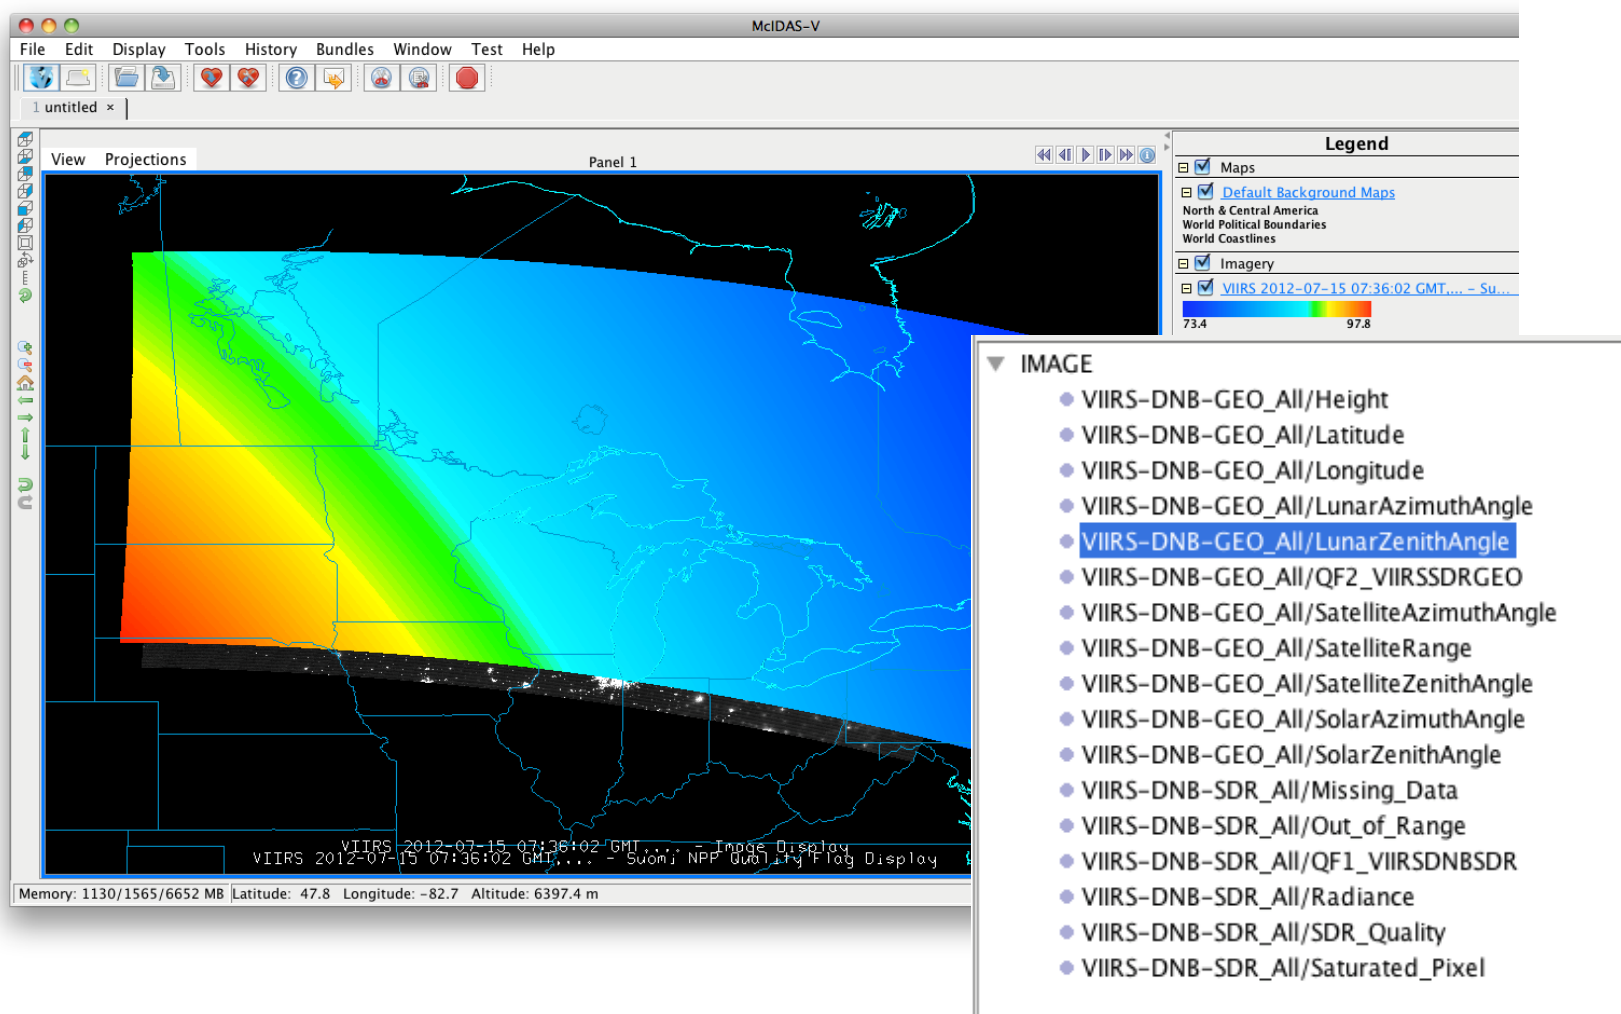 McIDAS-V
File Edit Display Tools History Bundles Window Test Help
1 untitled ×
View Projections
Panel 1
Legend
Maps
Default Background Maps
North & Central America
World Political Boundaries
World Coastlines
Imagery
VIIRS 2012-07-15 07:36:02 GMT,... - Su...
73.4 97.8
IMAGE
VIIRS-DNB-GEO_All/Height
VIIRS-DNB-GEO_All/Latitude
VIIRS-DNB-GEO_All/Longitude
VIIRS-DNB-GEO_All/LunarAzimuthAngle
VIIRS-DNB-GEO_All/LunarZenithAngle
VIIRS-DNB-GEO_All/QF2_VIIRSSDRGEO
VIIRS-DNB-GEO_All/SatelliteAzimuthAngle
VIIRS-DNB-GEO_All/SatelliteRange
VIIRS-DNB-GEO_All/SatelliteZenithAngle
VIIRS-DNB-GEO_All/SolarAzimuthAngle
VIIRS-DNB-GEO_All/SolarZenithAngle
VIIRS-DNB-SDR_All/Missing_Data
VIIRS-DNB-SDR_All/Out_of_Range
VIIRS-DNB-SDR_All/QF1_VIIRSDNBSDR
VIIRS-DNB-SDR_All/Radiance
VIIRS-DNB-SDR_All/SDR_Quality
VIIRS-DNB-SDR_All/Saturated_Pixel
VIIRS 2012-07-15 07:36:02 GMT,... - Image Display
VIIRS 2012-07-15 07:36:02 GMT,... - Suomi NPP Quality Flag Display
Memory: 1130/1565/6652 MB Latitude: 47.8 Longitude: -82.7 Altitude: 6397.4 m